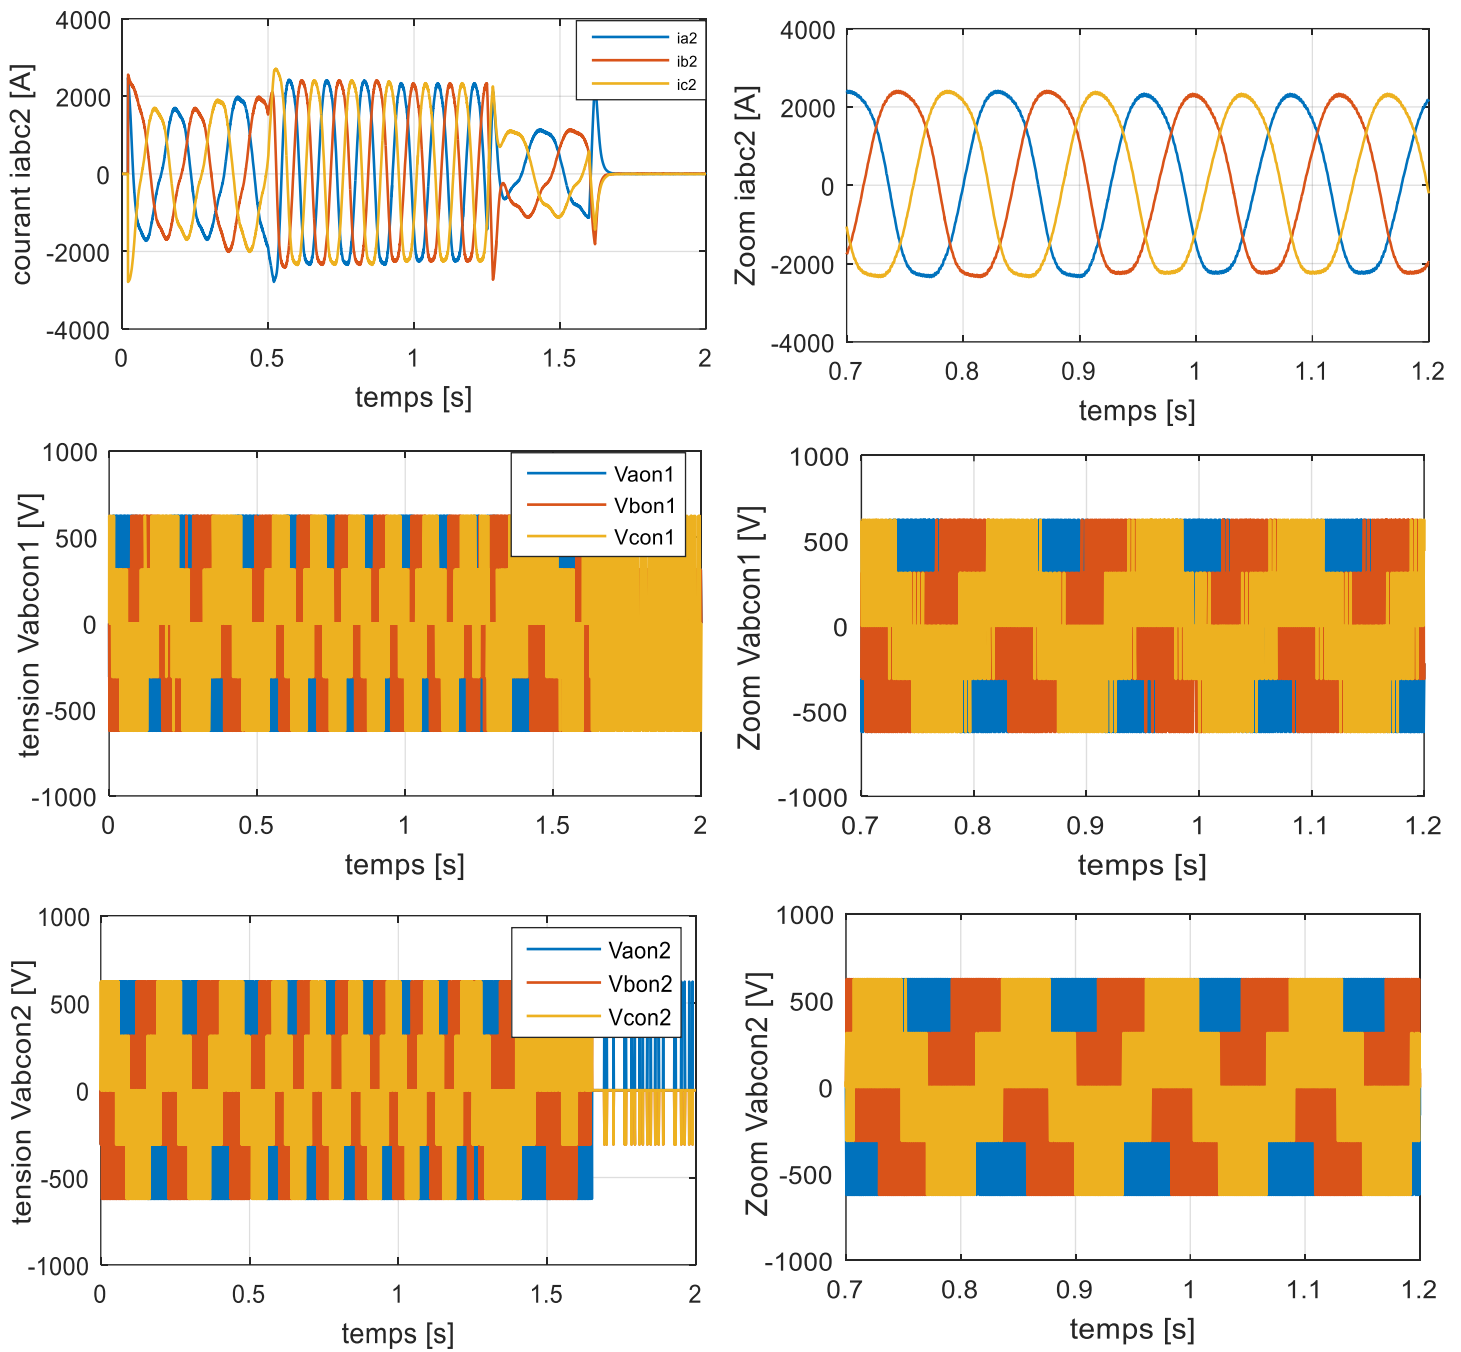 courant iabc2 [A]
4000
2000
0
-2000
-4000
0 0.5 1 1.5 2
temps [s]
ia2
ib2
ic2
Zoom iabc2 [A]
4000
2000
0
-2000
-4000
0.7 0.8 0.9 1 1.1 1.2
temps [s]
tension Vabcon1 [V]
1000
500
0
-500
-1000
0 0.5 1 1.5 2
temps [s]
Vaon1
Vbon1
Vcon1
Zoom Vabcon1 [V]
1000
500
0
-500
-1000
0.7 0.8 0.9 1 1.1 1.2
temps [s]
tension Vabcon2 [V]
1000
500
0
-500
-1000
0 0.5 1 1.5 2
temps [s]
Vaon2
Vbon2
Vcon2
Zoom Vabcon2 [V]
1000
500
0
-500
-1000
0.7 0.8 0.9 1 1.1 1.2
temps [s]